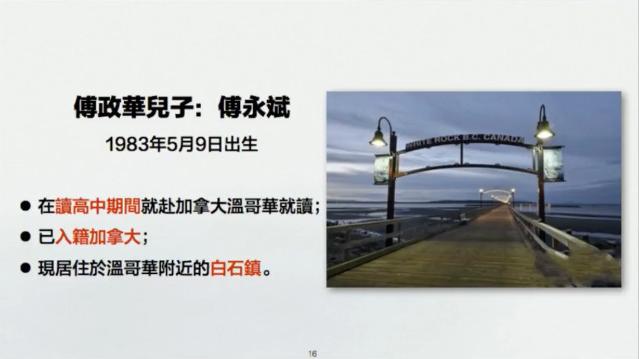 傅政華兒子：傅永斌
1983年5月9日出生
● 在讀高中期間就赴加拿大溫哥華就讀；
● 已入籍加拿大；
● 現居住於溫哥華附近的白石鎮。
WHITE ROCK B.C. CANADA
16